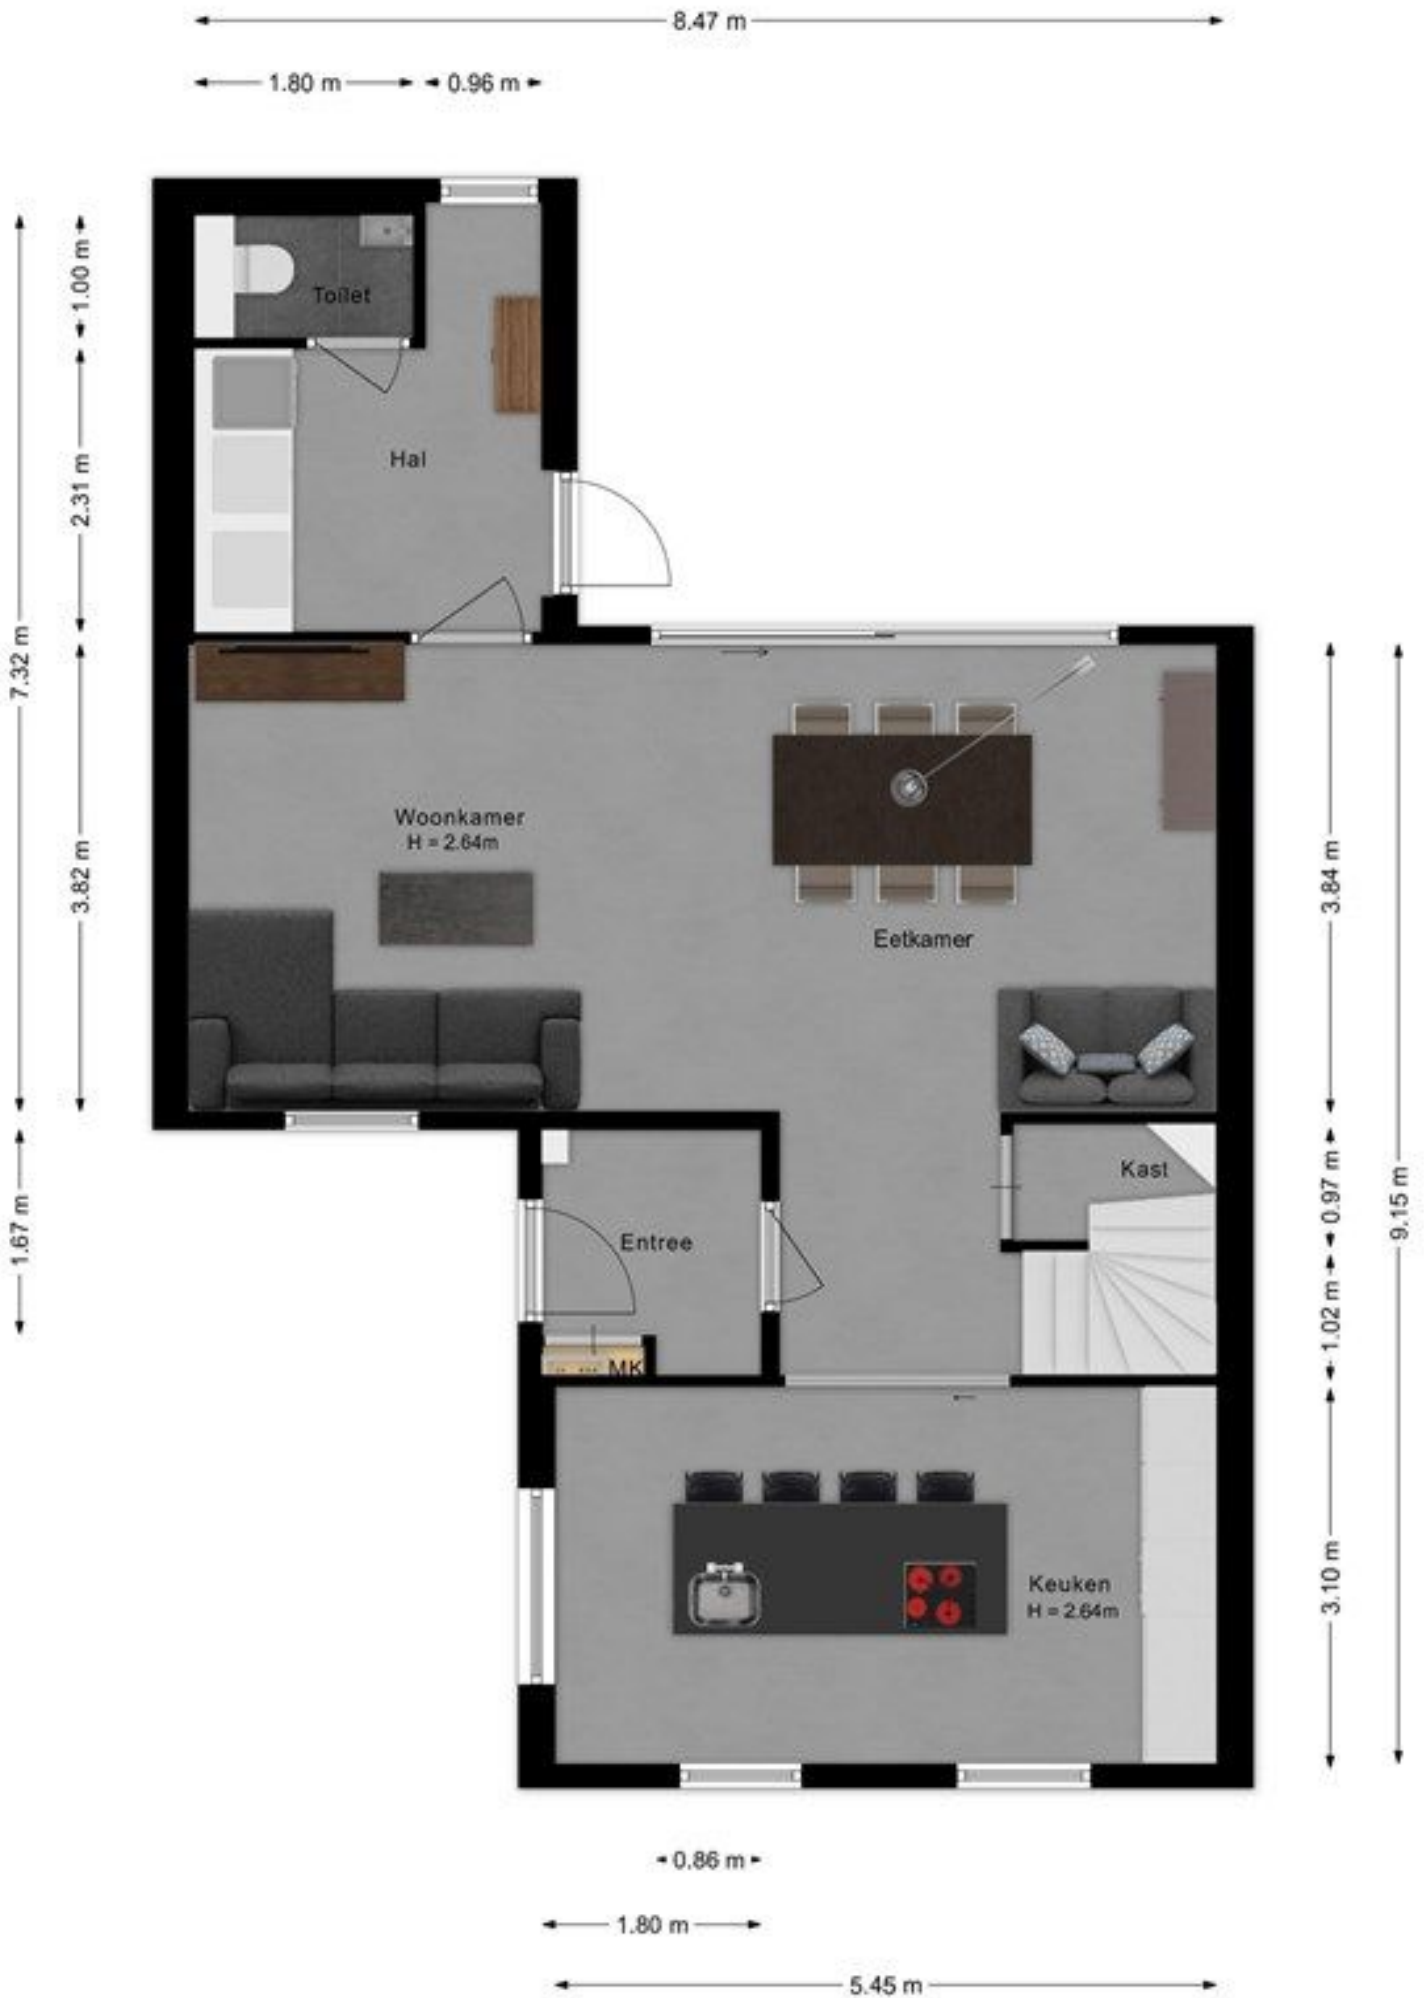 8.47 m
1.80 m
0.96 m
1.00 m
Toilet
Hal
2.31 m
7.32 m
Woonkamer
H = 2.64m
3.82 m
3.84 m
Eetkamer
Kast
0.97 m
9.15 m
1.67 m
Entree
1.02 m
MK
Keuken
H = 2.64m
3.10 m
0.86 m
1.80 m
5.45 m